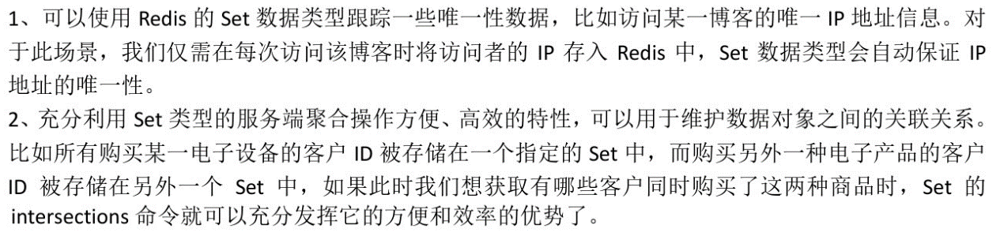 1、可以使用 Redis 的 Set 数据类型跟踪一些唯一性数据，比如访问某一博客的唯一 IP 地址信息。对
于此场景，我们仅需在每次访问该博客时将访问者的 IP 存入 Redis 中，Set 数据类型会自动保证 IP
地址的唯一性。
2、充分利用 Set 类型的服务端聚合操作方便、高效的特性，可以用于维护数据对象之间的关联关系。
比如所有购买某一电子设备的客户 ID 被存储在一个指定的 Set 中，而购买另外一种电子产品的客户
ID 被存储在另外一个 Set 中，如果此时我们想获取有哪些客户同时购买了这两种商品时，Set 的
intersections 命令就可以充分发挥它的方便和效率的优势了。